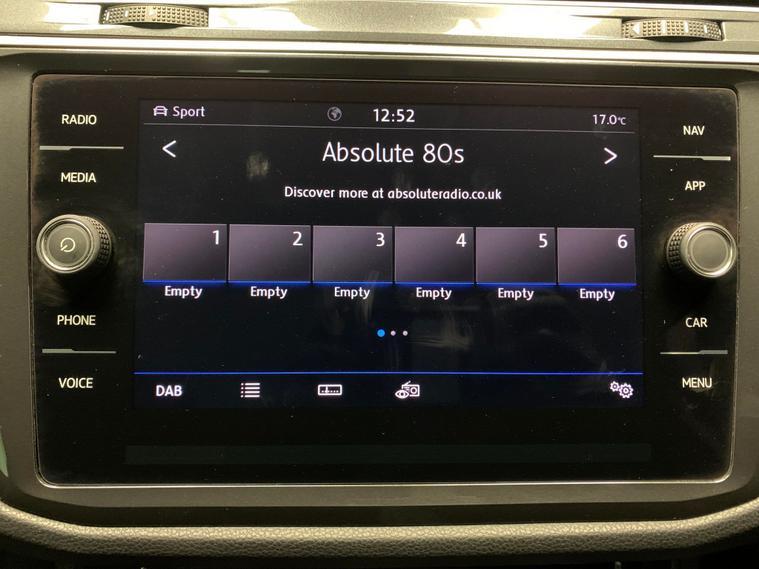 RADIO
MEDIA
PHONE
VOICE
Sport 12:52 17.0°C
Absolute 80s
Discover more at absoluteradio.co.uk
1 2 3 4 5 6
Empty Empty Empty Empty Empty Empty
DAB
NAV
APP
CAR
MENU